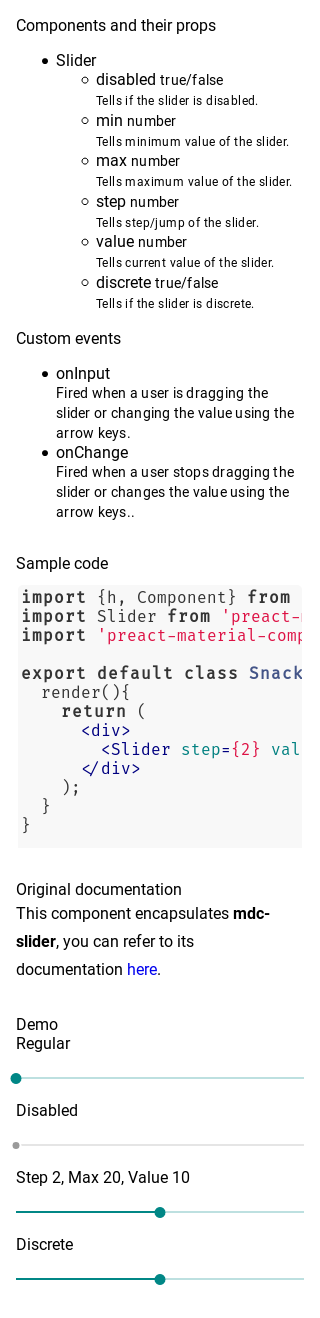 Components and their props
Slider
disabled true/false
Tells if the slider is disabled.
min number
Tells minimum value of the slider.
max number
Tells maximum value of the slider.
step number
Tells step/jump of the slider.
value number
Tells current value of the slider.
discrete true/false
Tells if the slider is discrete.
Custom events
onInput
Fired when a user is dragging the
slider or changing the value using the
arrow keys.
onChange
Fired when a user stops dragging the
slider or changes the value using the
arrow keys..
Sample code
import {h, Component} from
import Slider from 'preact-
import 'preact-material-comp
export default class Snack
render(){
return (
<div>
<Slider step={2} val
</div>
);
}
}
Original documentation
This component encapsulates mdc-
slider, you can refer to its
documentation here.
Demo
Regular
Disabled
Step 2, Max 20, Value 10
Discrete